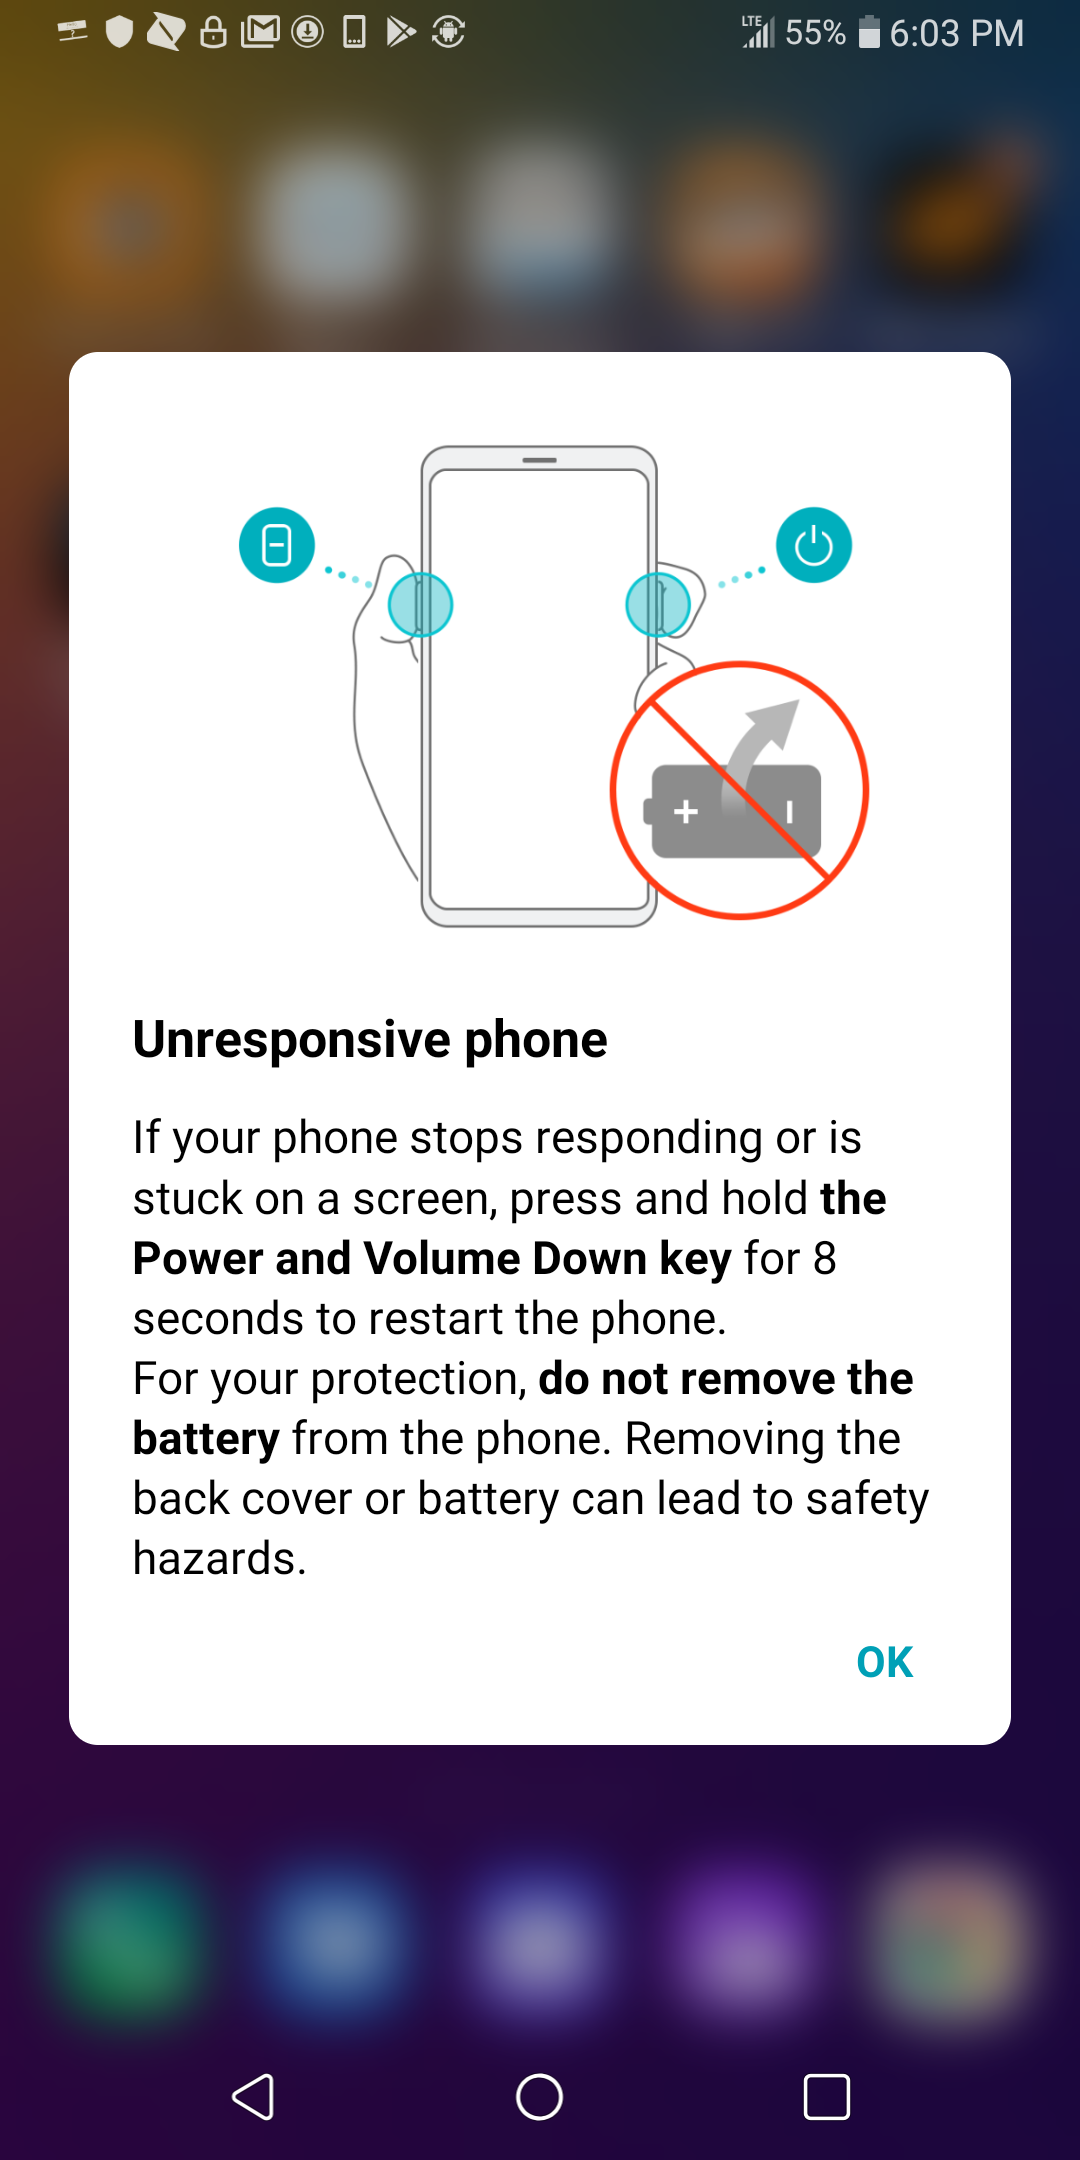 LTE 55% 6:03 PM
Unresponsive phone
If your phone stops responding or is
stuck on a screen, press and hold the
Power and Volume Down key for 8
seconds to restart the phone.
For your protection, do not remove the
battery from the phone. Removing the
back cover or battery can lead to safety
hazards.
OK